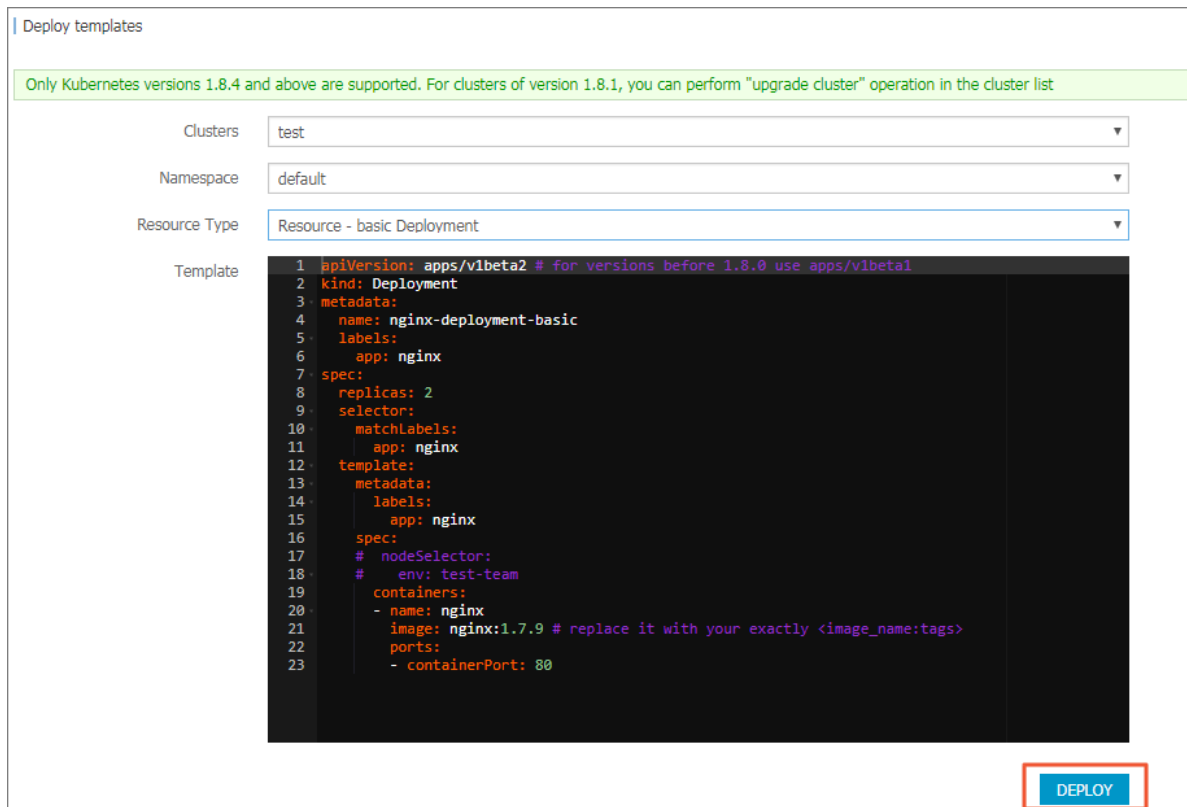 Deploy templates
Only Kubernetes versions 1.8.4 and above are supported. For clusters of version 1.8.1, you can perform "upgrade cluster" operation in the cluster list
Clusters test
Namespace default
Resource Type Resource - basic Deployment
Template
1 apiVersion: apps/v1beta2 # for versions before 1.8.0 use apps/v1beta1
2 kind: Deployment
3 metadata:
4   name: nginx-deployment-basic
5   labels:
6     app: nginx
7 spec:
8   replicas: 2
9   selector:
10     matchLabels:
11       app: nginx
12   template:
13     metadata:
14       labels:
15         app: nginx
16     spec:
17     #  nodeSelector:
18     #    env: test-team
19       containers:
20       - name: nginx
21         image: nginx:1.7.9 # replace it with your exactly <image_name:tags>
22         ports:
23         - containerPort: 80
DEPLOY